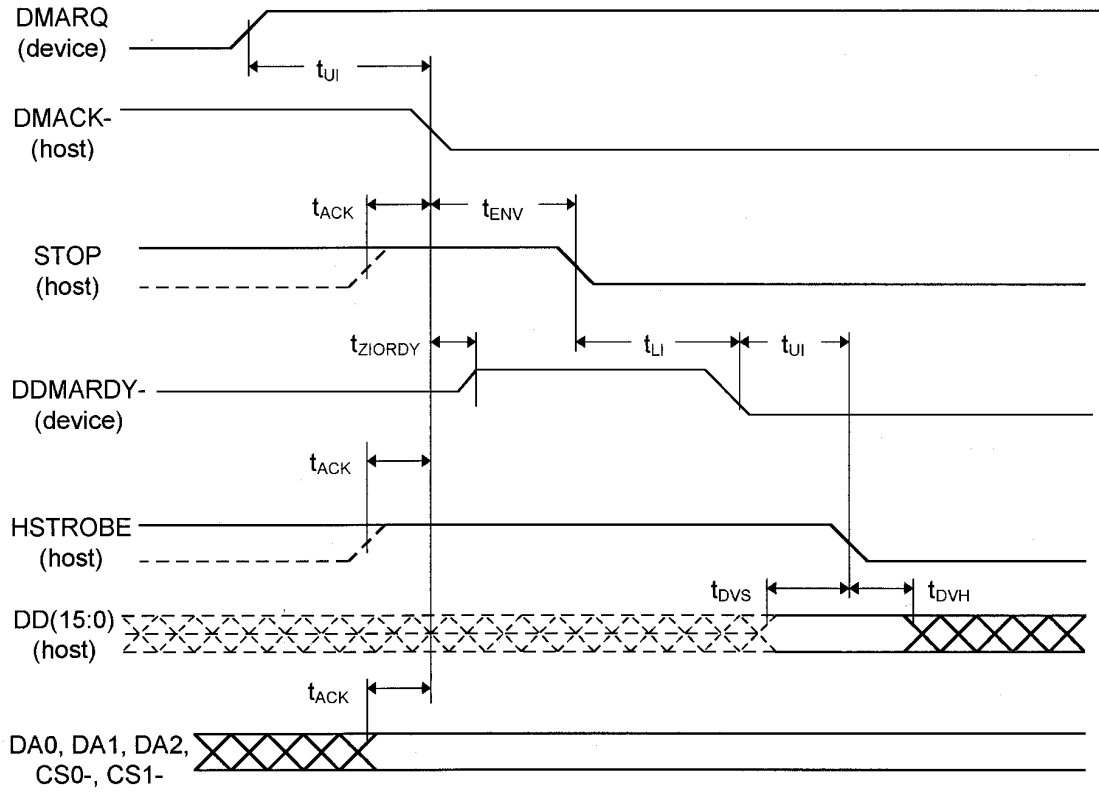 DMARQ
(device)
tUI
DMACK-
(host)
tACK
tENV
STOP
(host)
tZIORDY
tLI
tUI
DDMARDY-
(device)
tACK
HSTROBE
(host)
tDVS
tDVH
DD(15:0)
(host)
tACK
DA0, DA1, DA2,
CS0-, CS1-